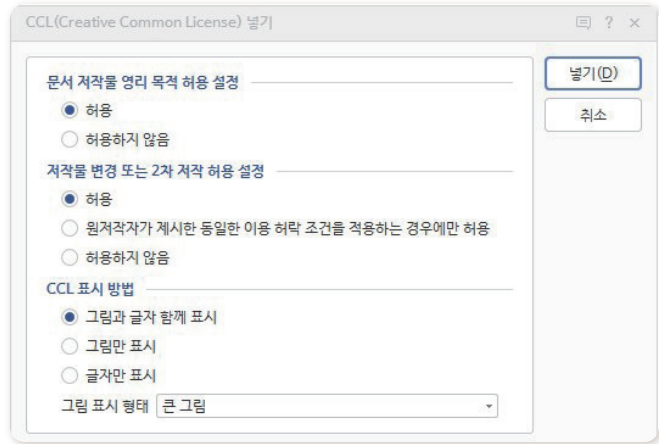 CCL(Creative Common License) 넣기
문서 저작물 영리 목적 허용 설정
허용
허용하지 않음
저작물 변경 또는 2차 저작 허용 설정
허용
원저작자가 제시한 동일한 이용 허락 조건을 적용하는 경우에만 허용
허용하지 않음
CCL 표시 방법
그림과 글자 함께 표시
그림만 표시
글자만 표시
그림 표시 형태 큰 그림
넣기(D)
취소